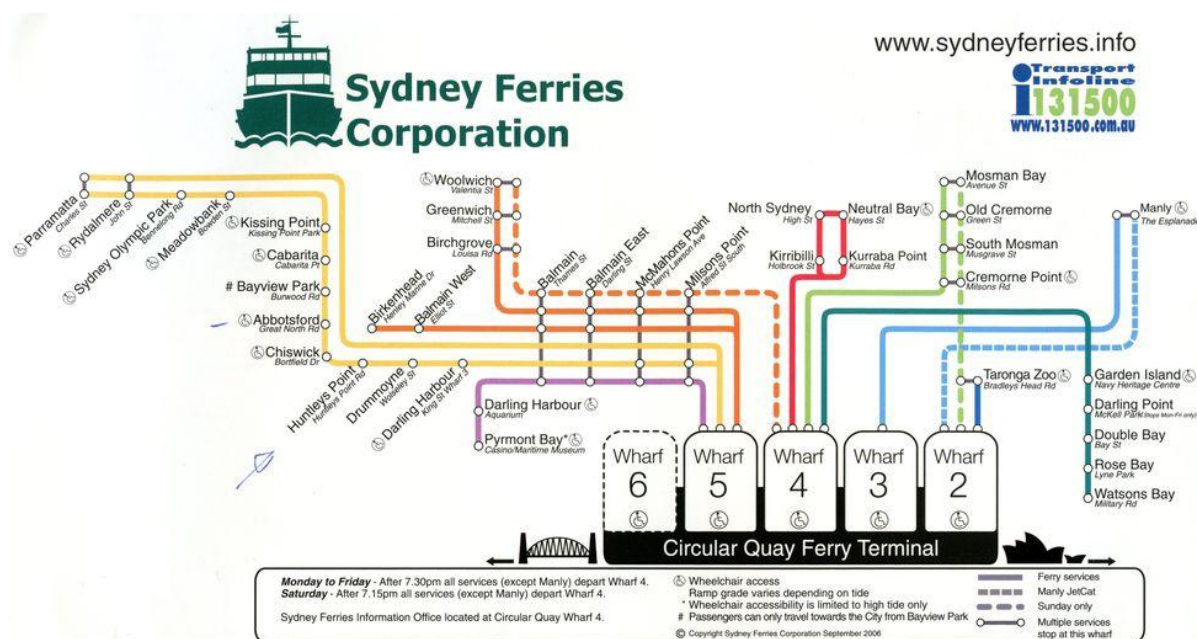 www.sydneyferries.info
Transport
Infoline
131500
www.131500.com.au
Sydney Ferries
Corporation
Parramatta
Charles St
Rydalmere
John St
Sydney Olympic Park
Bennelong Rd
Meadowbank
Bowden St
Kissing Point
Kissing Point Park
Cabarita
Cabarita Pt
# Bayview Park
Burwood Rd
Abbotsford
Great North Rd
Chiswick
Bortfield Dr
Huntleys Point
Huntleys Point Rd
Drummoyne
Wolseley St
Darling Harbour
King St Wharf 3
Woolwich
Valentia St
Greenwich
Mitchell St
Birchgrove
Louisa Rd
Birkenhead
Henley Marine Dr
Balmain West
Elliot St
Balmain
Thames St
Balmain East
Darling St
McMahons Point
Henry Lawson Ave
Milsons Point
Alfred St South
Darling Harbour
Aquarium
Pyrmont Bay*
Casino/Maritime Museum
North Sydney
High St
Neutral Bay
Hayes St
Kirribilli
Holbrook St
Kurraba Point
Kurraba Rd
Mosman Bay
Avenue St
Old Cremorne
Green St
South Mosman
Musgrave St
Cremorne Point
Milsons Rd
Manly
The Esplanade
Taronga Zoo
Bradleys Head Rd
Garden Island
Navy Heritage Centre
Darling Point
McKell Park (Stops Mon-Fri only)
Double Bay
Bay St
Rose Bay
Lyne Park
Watsons Bay
Military Rd
Wharf
6
Wharf
5
Wharf
4
Wharf
3
Wharf
2
Circular Quay Ferry Terminal
Monday to Friday - After 7.30pm all services (except Manly) depart Wharf 4.
Saturday - After 7.15pm all services (except Manly) depart Wharf 4.
Sydney Ferries Information Office located at Circular Quay Wharf 4.
Wheelchair access
Ramp grade varies depending on tide
* Wheelchair accessibility is limited to high tide only
# Passengers can only travel towards the City from Bayview Park
© Copyright Sydney Ferries Corporation September 2006
Ferry services
Manly JetCat
Sunday only
Multiple services
stop at this wharf